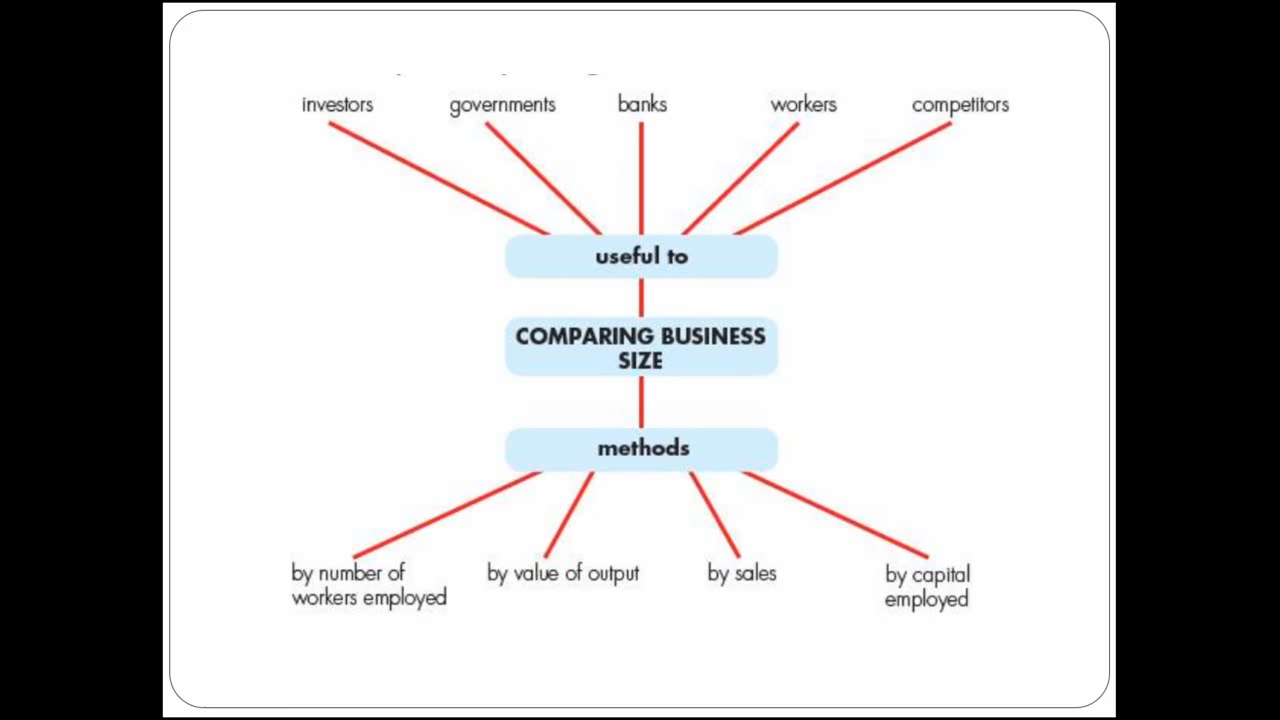 investors governments banks workers competitors
useful to
COMPARING BUSINESS
SIZE
methods
by number of
workers employed
by value of output
by sales
by capital
employed